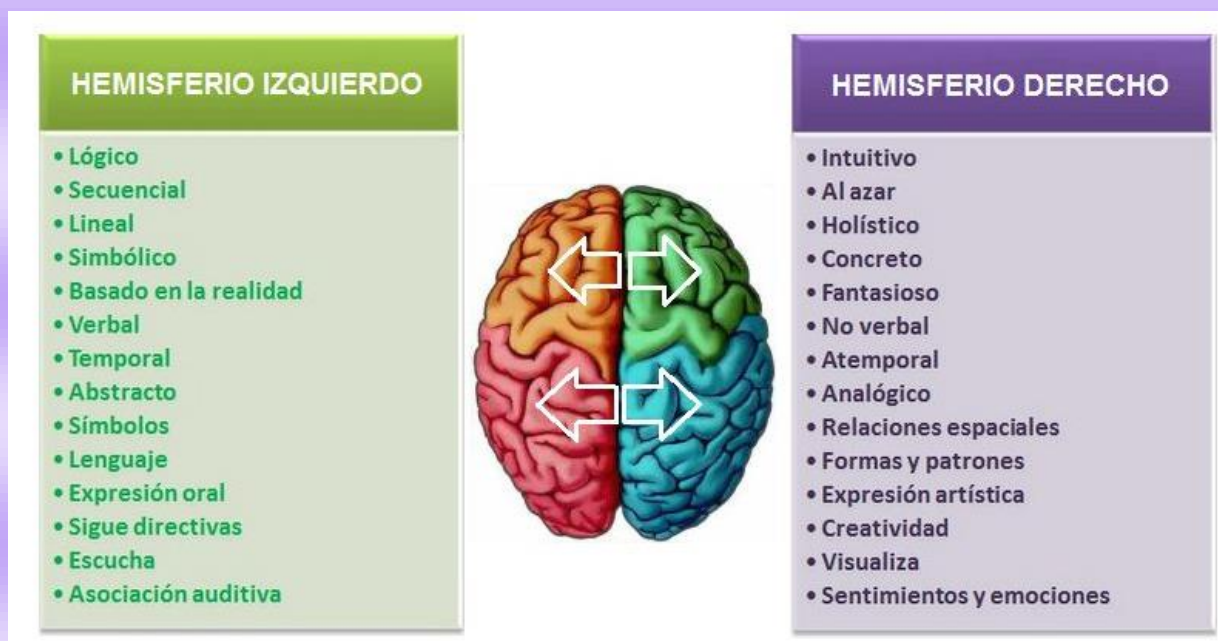 HEMISFERIO IZQUIERDO
• Lógico
• Secuencial
• Lineal
• Simbólico
• Basado en la realidad
• Verbal
• Temporal
• Abstracto
• Símbolos
• Lenguaje
• Expresión oral
• Sigue directivas
• Escucha
• Asociación auditiva
HEMISFERIO DERECHO
• Intuitivo
• Al azar
• Holístico
• Concreto
• Fantasioso
• No verbal
• Atemporal
• Analógico
• Relaciones espaciales
• Formas y patrones
• Expresión artística
• Creatividad
• Visualiza
• Sentimientos y emociones